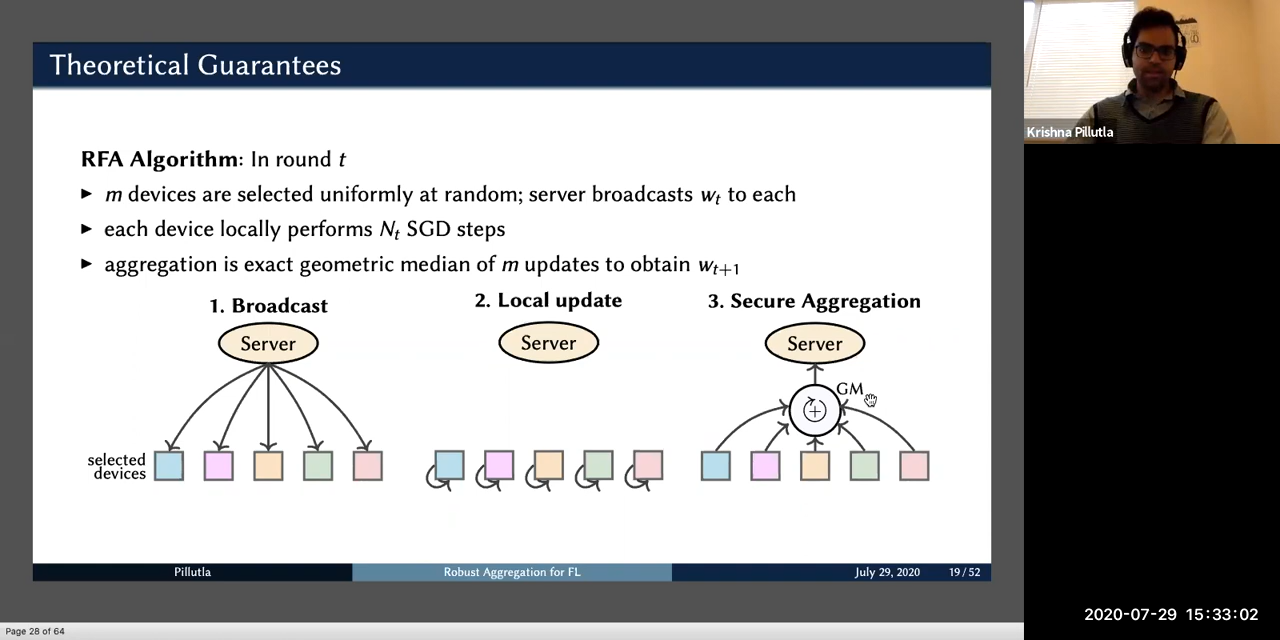 Theoretical Guarantees
RFA Algorithm: In round t
► m devices are selected uniformly at random; server broadcasts wt to each
► each device locally performs Nt SGD steps
► aggregation is exact geometric median of m updates to obtain wt+1
1. Broadcast
2. Local update
3. Secure Aggregation
Server
Server
Server
GM
+
selected
devices
Pillutla
Robust Aggregation for FL
July 29, 2020
19 / 52
Page 28 of 64
Krishna Pillutla
2020-07-29 15:33:02